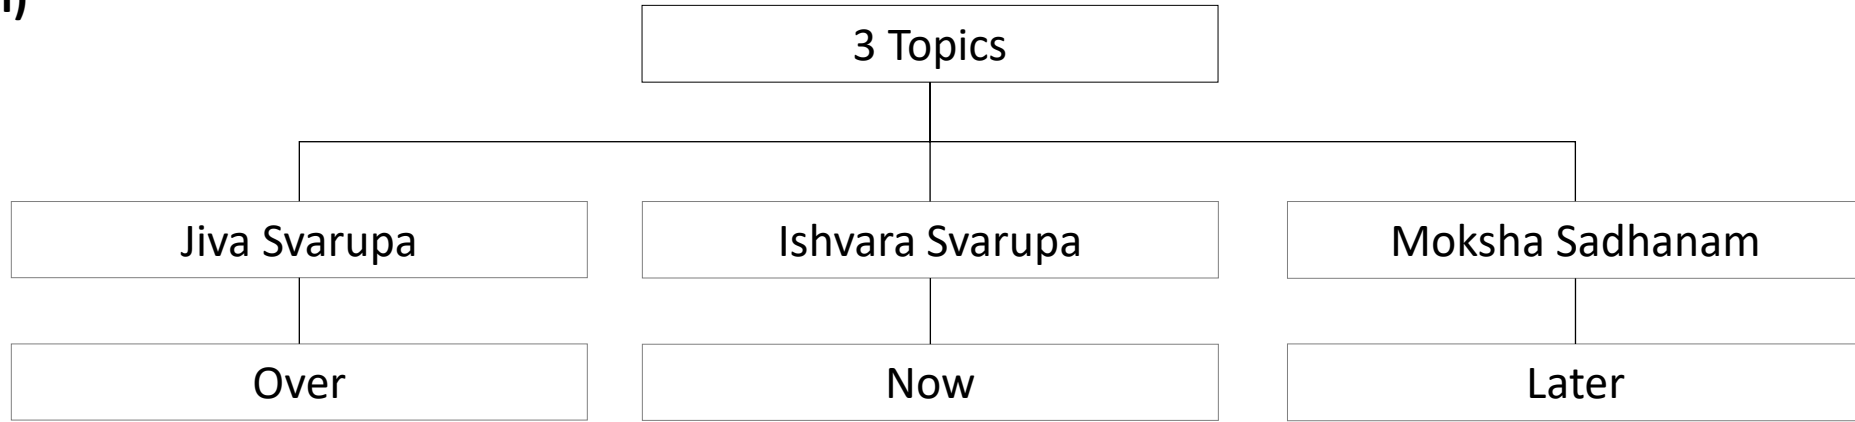 3 Topics
Jiva Svarupa
Ishvara Svarupa
Moksha Sadhanam
Over
Now
Later